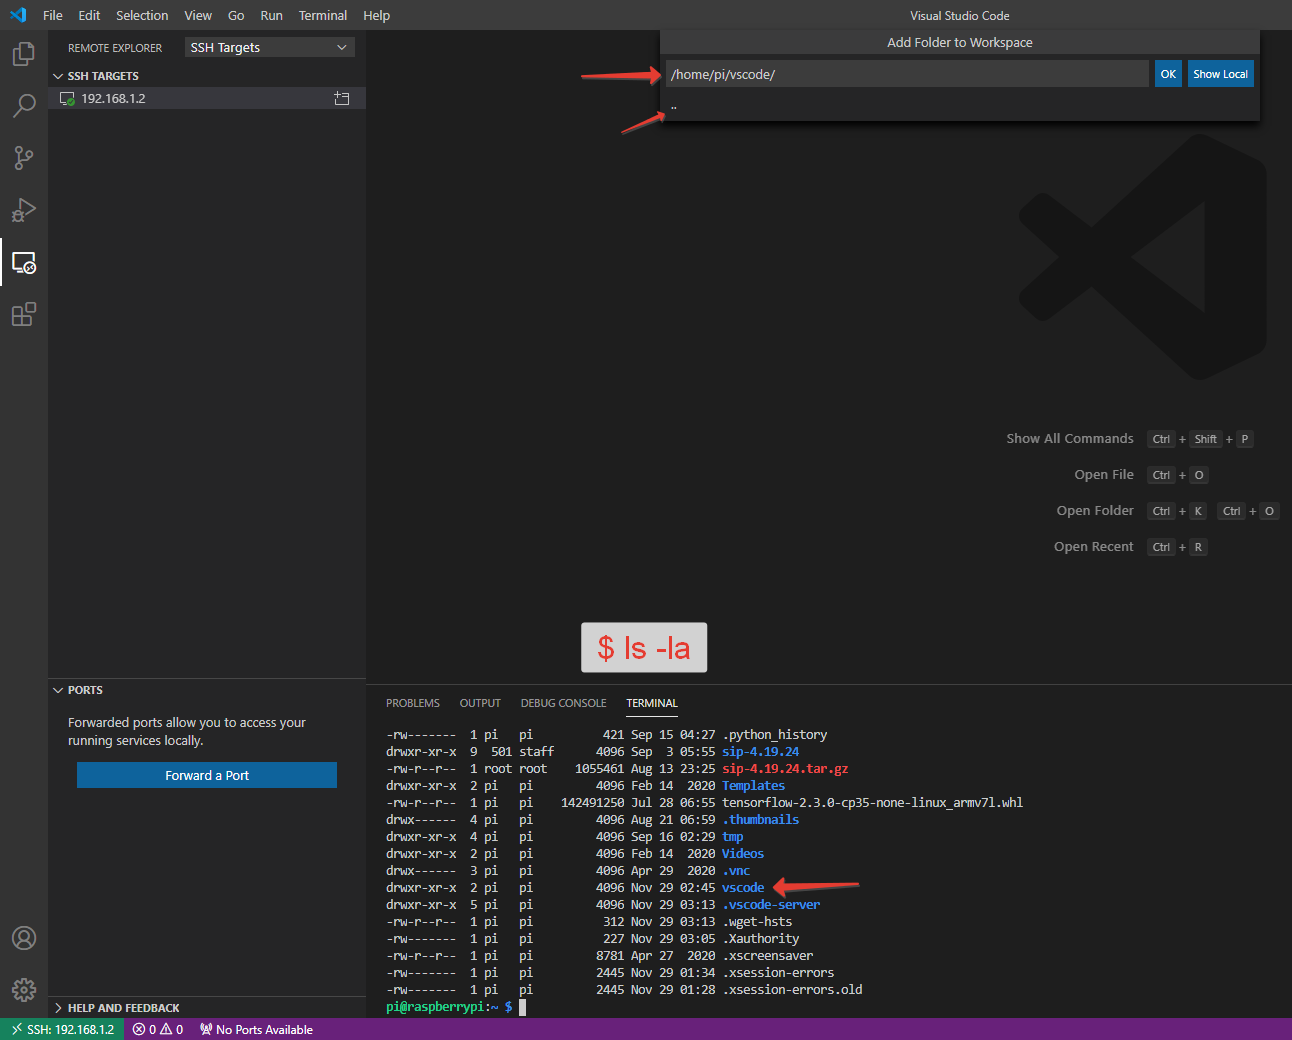 File Edit Selection View Go Run Terminal Help
Visual Studio Code
REMOTE EXPLORER
SSH Targets
SSH TARGETS
192.168.1.2
Add Folder to Workspace
/home/pi/vscode/
OK
Show Local
..
Show All Commands Ctrl + Shift + P
Open File Ctrl + O
Open Folder Ctrl + K Ctrl + O
Open Recent Ctrl + R
$ ls -la
PORTS
Forwarded ports allow you to access your
running services locally.
Forward a Port
HELP AND FEEDBACK
PROBLEMS OUTPUT DEBUG CONSOLE TERMINAL
-rw-------  1 pi   pi          421 Sep 15 04:27 .python_history
drwxr-xr-x  9  501 staff      4096 Sep  3 05:55 sip-4.19.24
-rw-r--r--  1 root root    1055461 Aug 13 23:25 sip-4.19.24.tar.gz
drwxr-xr-x  2 pi   pi         4096 Feb 14  2020 Templates
-rw-r--r--  1 pi   pi    142491250 Jul 28 06:55 tensorflow-2.3.0-cp35-none-linux_armv7l.whl
drwx------  4 pi   pi         4096 Aug 21 06:59 .thumbnails
drwxr-xr-x  4 pi   pi         4096 Sep 16 02:29 tmp
drwxr-xr-x  2 pi   pi         4096 Feb 14  2020 Videos
drwx------  3 pi   pi         4096 Apr 29  2020 .vnc
drwxr-xr-x  2 pi   pi         4096 Nov 29 02:45 vscode
drwxr-xr-x  5 pi   pi         4096 Nov 29 03:13 .vscode-server
-rw-r--r--  1 pi   pi          312 Nov 29 03:13 .wget-hsts
-rw-------  1 pi   pi          227 Nov 29 03:05 .Xauthority
-rw-r--r--  1 pi   pi         8781 Apr 27  2020 .xscreensaver
-rw-------  1 pi   pi         2445 Nov 29 01:34 .xsession-errors
-rw-------  1 pi   pi         2445 Nov 29 01:28 .xsession-errors.old
pi@raspberrypi:~ $
SSH: 192.168.1.2
0 0
No Ports Available